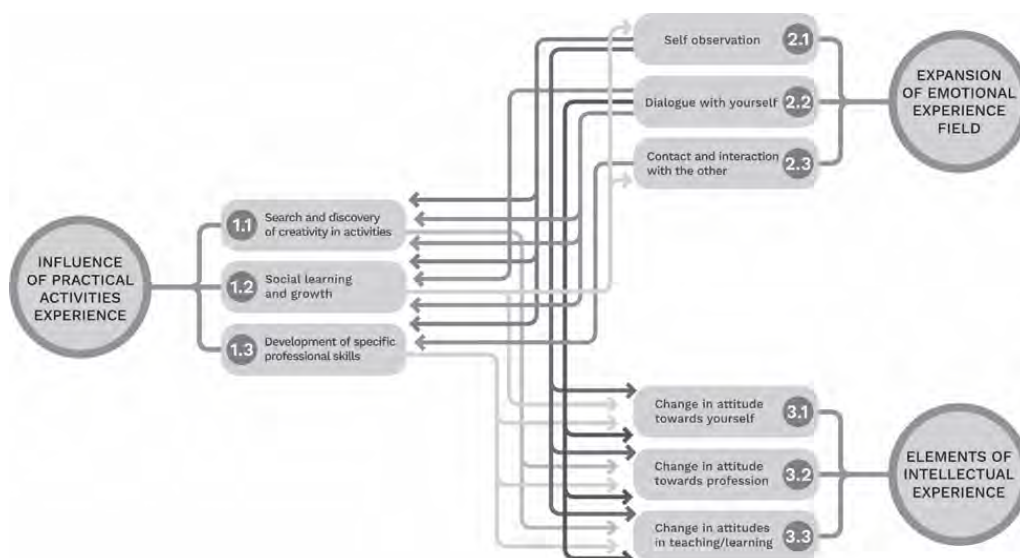 INFLUENCE
OF PRACTICAL
ACTIVITIES
EXPERIENCE
1.1
Search and discovery
of creativity in activities
1.2
Social learning
and growth
1.3
Development of specific
professional skills
Self observation
2.1
Dialogue with yourself
2.2
Contact and interaction
with the other
2.3
EXPANSION
OF EMOTIONAL
EXPERIENCE
FIELD
Change in attitude
towards yourself
3.1
Change in attitude
towards profession
3.2
Change in attitudes
in teaching/learning
3.3
ELEMENTS OF
INTELLECTUAL
EXPERIENCE